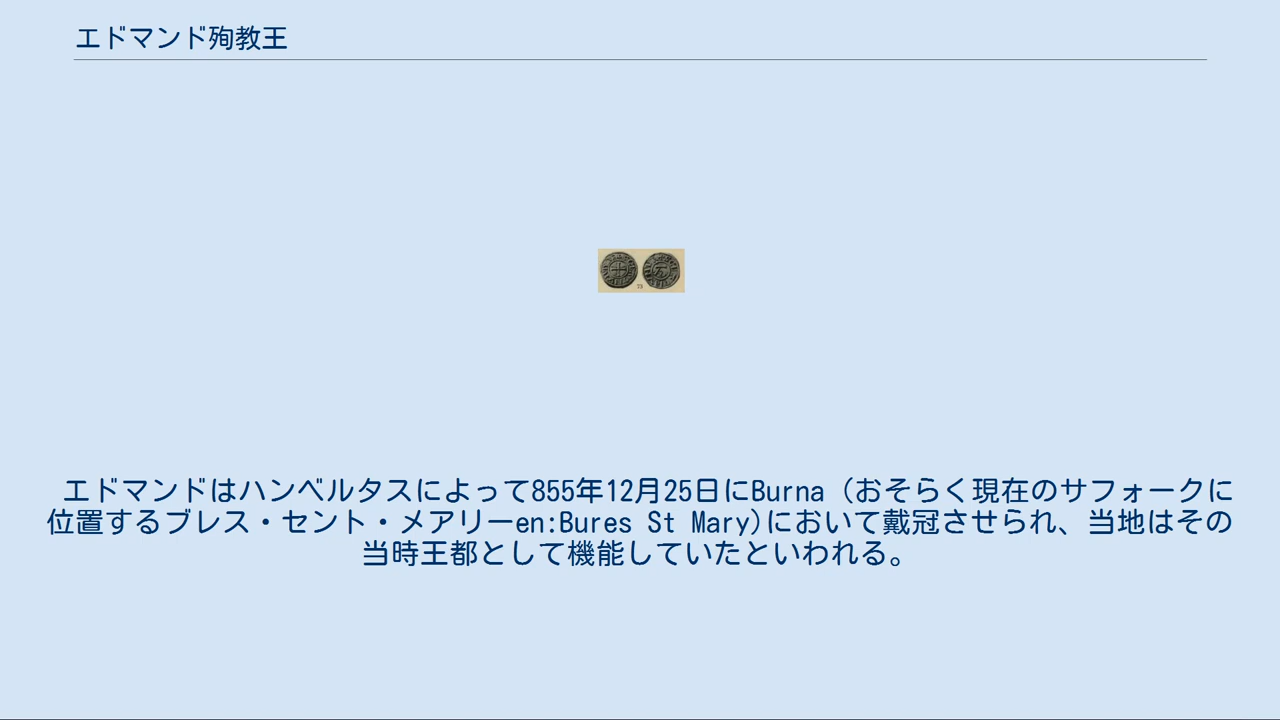 エドマンド殉教王
エドマンドはハンベルタスによって855年12月25日にBurna (おそらく現在のサフォークに
位置するブレス・セント・メアリーen:Bures St Mary)において戴冠させられ、当地はその
当時王都として機能していたといわれる。